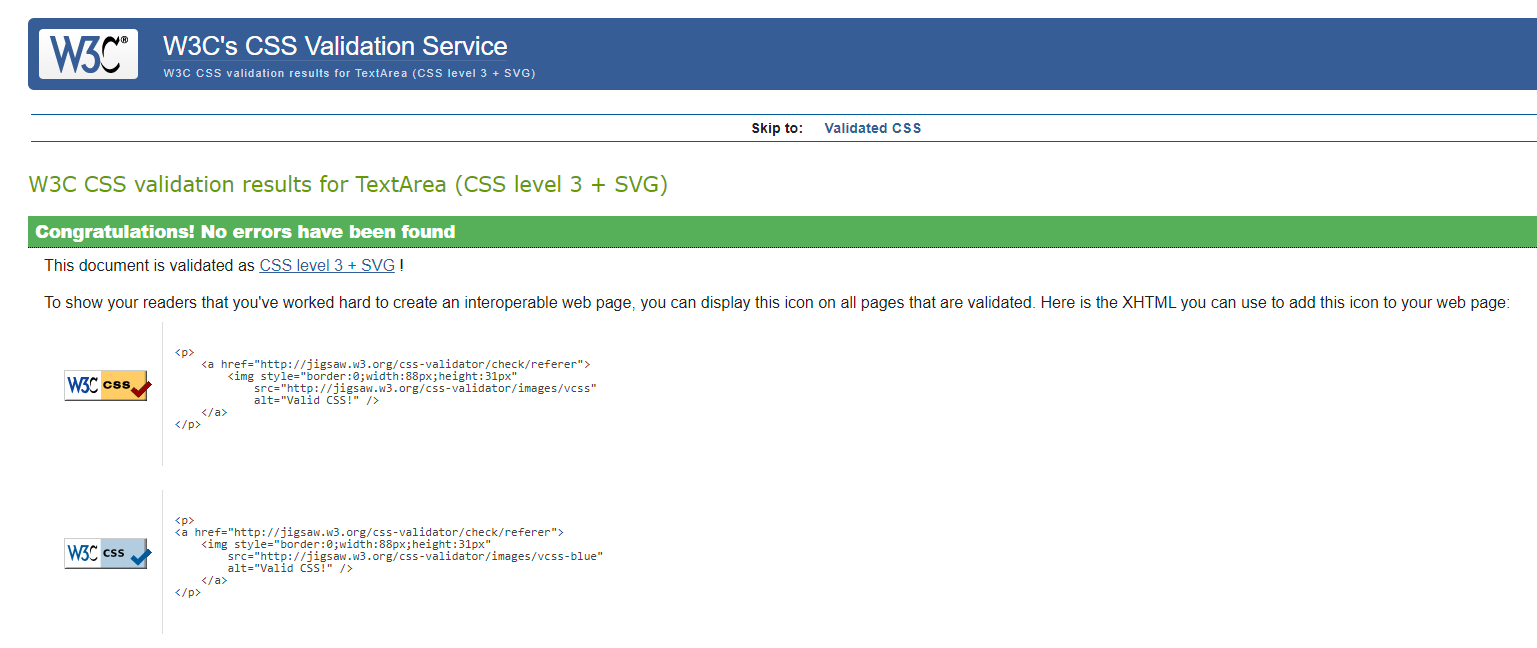 W3C®
W3C's CSS Validation Service
W3C CSS validation results for TextArea (CSS level 3 + SVG)
Skip to: Validated CSS
W3C CSS validation results for TextArea (CSS level 3 + SVG)
Congratulations! No errors have been found
This document is validated as CSS level 3 + SVG !
To show your readers that you've worked hard to create an interoperable web page, you can display this icon on all pages that are validated. Here is the XHTML you can use to add this icon to your web page:
W3C css
<p>
    <a href="http://jigsaw.w3.org/css-validator/check/referer">
        <img style="border:0;width:88px;height:31px"
            src="http://jigsaw.w3.org/css-validator/images/vcss"
            alt="Valid CSS!" />
    </a>
</p>
W3C css
<p>
<a href="http://jigsaw.w3.org/css-validator/check/referer">
    <img style="border:0;width:88px;height:31px"
        src="http://jigsaw.w3.org/css-validator/images/vcss-blue"
        alt="Valid CSS!" />
    </a>
</p>